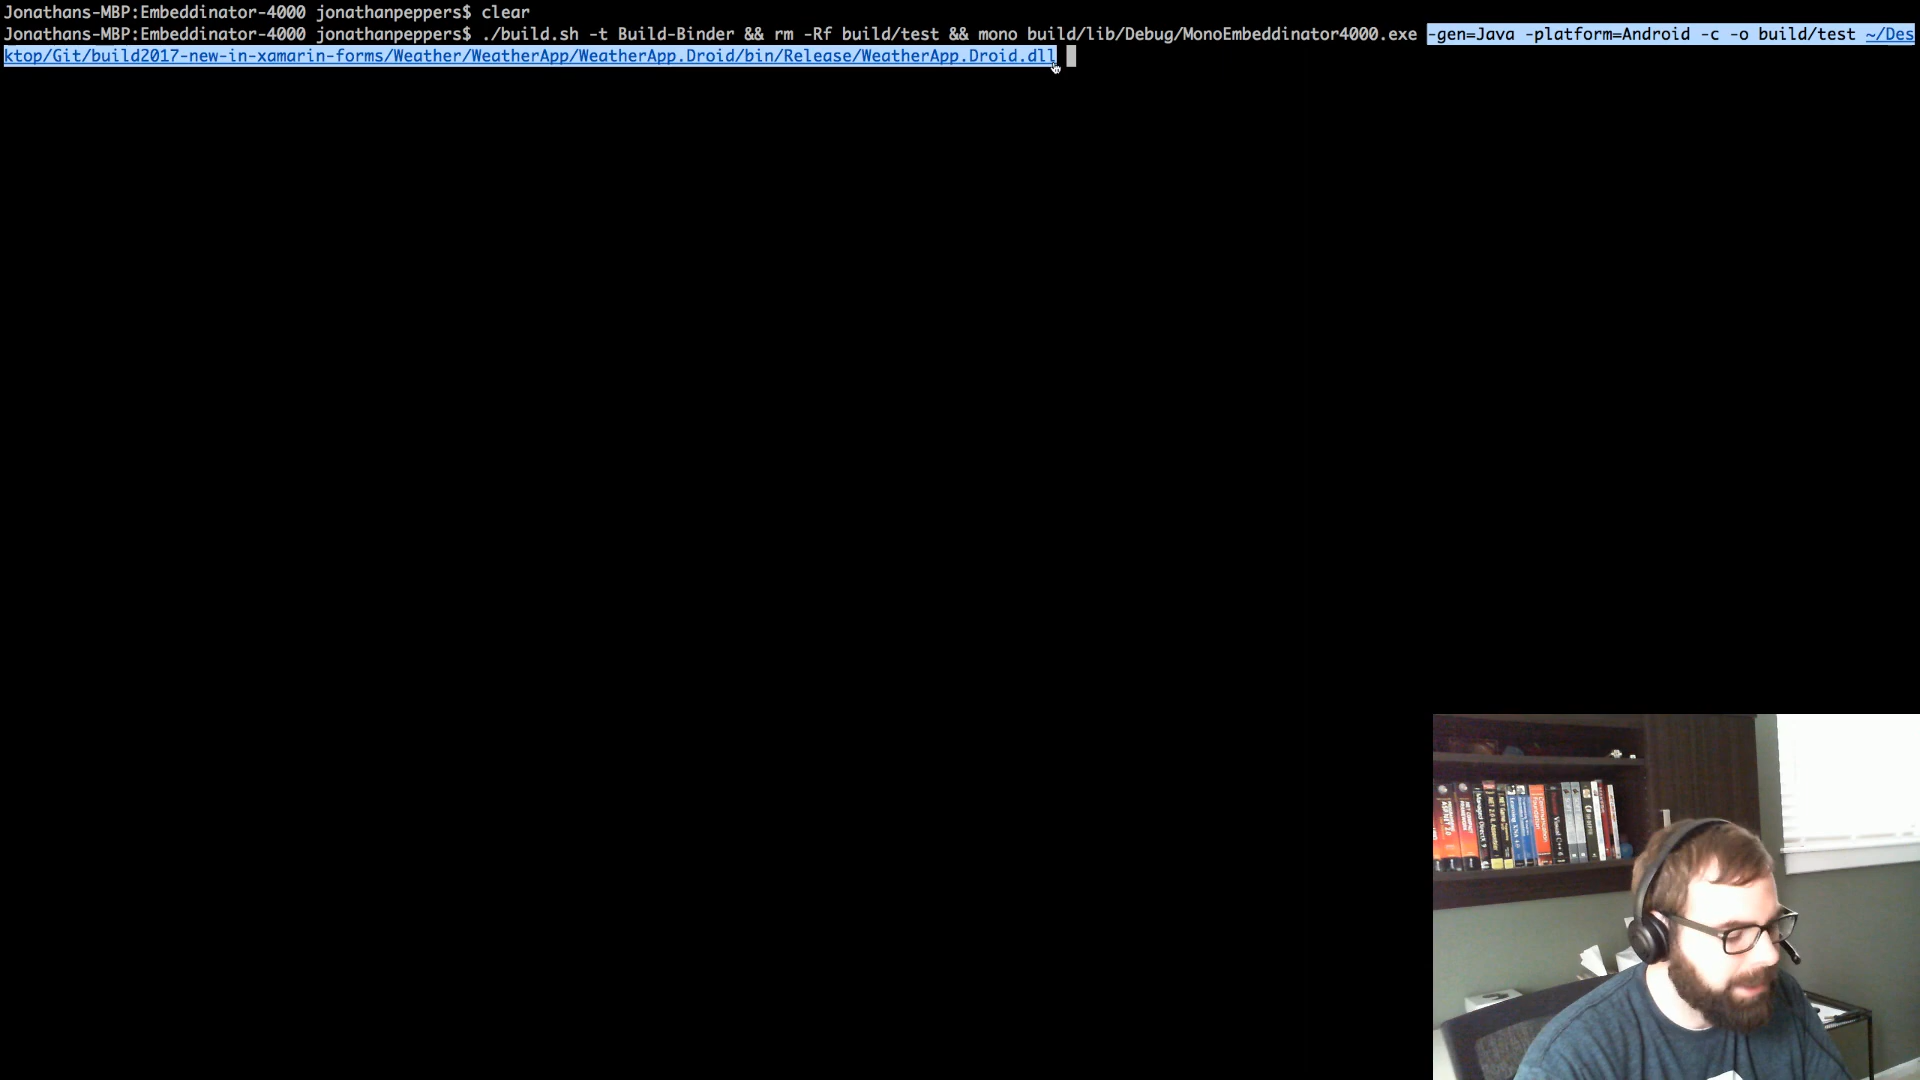 Jonathans-MBP:Embeddinator-4000 jonathanpeppers$ clear
Jonathans-MBP:Embeddinator-4000 jonathanpeppers$ ./build.sh -t Build-Binder && rm -Rf build/test && mono build/lib/Debug/MonoEmbeddinator4000.exe -gen=Java -platform=Android -c -o build/test ~/Des
ktop/Git/build2017-new-in-xamarin-forms/Weather/WeatherApp/WeatherApp.Droid/bin/Release/WeatherApp.Droid.dll